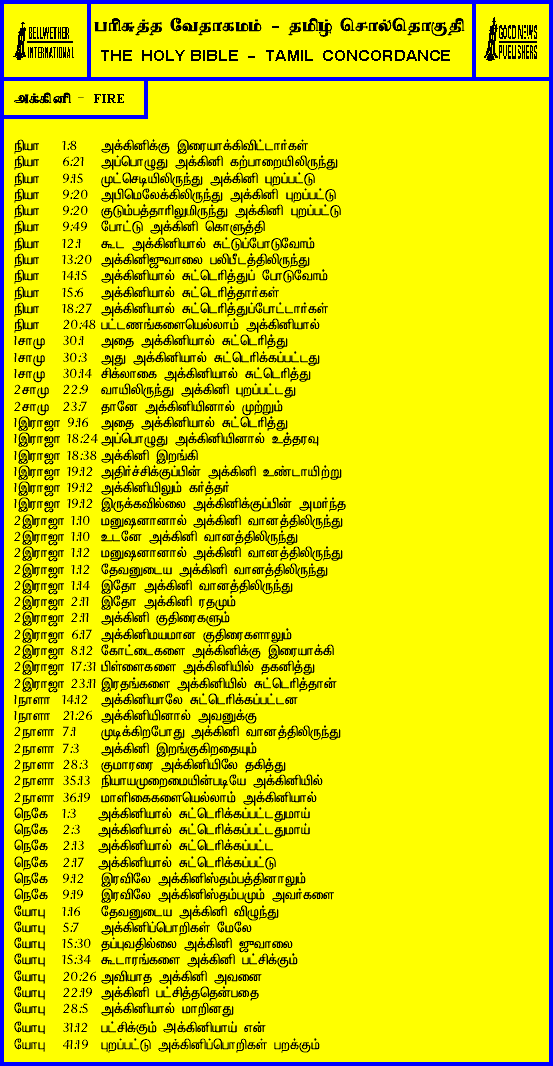 BELLWETHER INTERNATIONAL
பரிசுத்த வேதாகமம் - தமிழ் சொல்தொகுதி
THE HOLY BIBLE - TAMIL CONCORDANCE
GOOD NEWS PUBLISHERS
அக்கினி - FIRE
நியா 1:8 அக்கினிக்கு இரையாக்கிவிட்டார்கள்
நியா 6:21 அப்பொழுது அக்கினி கற்பாறையிலிருந்து
நியா 9:15 முட்செடியிலிருந்து அக்கினி புறப்பட்டு
நியா 9:20 அபிமெலேக்கிலிருந்து அக்கினி புறப்பட்டு
நியா 9:20 குடும்பத்தாரிலுமிருந்து அக்கினி புறப்பட்டு
நியா 9:49 போட்டு அக்கினி கொளுத்தி
நியா 12:1 கூட அக்கினியால் சுட்டுப்போடுவோம்
நியா 13:20 அக்கினிஜுவாலை பலிபீடத்திலிருந்து
நியா 14:15 அக்கினியால் சுட்டெரித்துப் போடுவோம்
நியா 15:6 அக்கினியால் சுட்டெரித்தார்கள்
நியா 18:27 அக்கினியால் சுட்டெரித்துப்போட்டார்கள்
நியா 20:48 பட்டணங்களையெல்லாம் அக்கினியால்
1சாமு 30:1 அதை அக்கினியால் சுட்டெரித்து
1சாமு 30:3 அது அக்கினியால் சுட்டெரிக்கப்பட்டது
1சாமு 30:14 சிக்லாகை அக்கினியால் சுட்டெரித்து
2சாமு 22:9 வாயிலிருந்து அக்கினி புறப்பட்டது
2சாமு 23:7 தானே அக்கினியினால் முற்றும்
1இராஜா 9:16 அதை அக்கினியால் சுட்டெரித்து
1இராஜா 18:24 அப்பொழுது அக்கினியினால் உத்தரவு
1இராஜா 18:38 அக்கினி இறங்கி
1இராஜா 19:12 அதிர்ச்சிக்குப்பின் அக்கினி உண்டாயிற்று
1இராஜா 19:12 அக்கினியிலும் கர்த்தர்
1இராஜா 19:12 இருக்கவில்லை அக்கினிக்குப்பின் அமர்ந்த
2இராஜா 1:10 மனுஷனானால் அக்கினி வானத்திலிருந்து
2இராஜா 1:10 உடனே அக்கினி வானத்திலிருந்து
2இராஜா 1:12 மனுஷனானால் அக்கினி வானத்திலிருந்து
2இராஜா 1:12 தேவனுடைய அக்கினி வானத்திலிருந்து
2இராஜா 1:14 இதோ அக்கினி வானத்திலிருந்து
2இராஜா 2:11 இதோ அக்கினி ரதமும்
2இராஜா 2:11 அக்கினி குதிரைகளும்
2இராஜா 6:17 அக்கினிமயமான குதிரைகளாலும்
2இராஜா 8:12 கோட்டைகளை அக்கினிக்கு இரையாக்கி
2இராஜா 17:31 பிள்ளைகளை அக்கினியில் தகனித்து
2இராஜா 23:11 இரதங்களை அக்கினியில் சுட்டெரித்தான்
1நாளா 14:12 அக்கினியாலே சுட்டெரிக்கப்பட்டன
1நாளா 21:26 அக்கினியினால் அவனுக்கு
2நாளா 7:1 முடிக்கிறபோது அக்கினி வானத்திலிருந்து
2நாளா 7:3 அக்கினி இறங்குகிறதையும்
2நாளா 28:3 குமாரரை அக்கினியிலே தகித்து
2நாளா 35:13 நியாயமுறைமையின்படியே அக்கினியில்
2நாளா 36:19 மாளிகைகளையெல்லாம் அக்கினியால்
நெகே 1:3 அக்கினியால் சுட்டெரிக்கப்பட்டதுமாய்
நெகே 2:3 அக்கினியால் சுட்டெரிக்கப்பட்டதுமாய்
நெகே 2:13 அக்கினியால் சுட்டெரிக்கப்பட்ட
நெகே 2:17 அக்கினியால் சுட்டெரிக்கப்பட்டு
நெகே 9:12 இரவிலே அக்கினிஸ்தம்பத்தினாலும்
நெகே 9:19 இரவிலே அக்கினிஸ்தம்பமும் அவர்களை
யோபு 1:16 தேவனுடைய அக்கினி விழுந்து
யோபு 5:7 அக்கினிப்பொறிகள் மேலே
யோபு 15:30 தப்புவதில்லை அக்கினி ஜுவாலை
யோபு 15:34 கூடாரங்களை அக்கினி பட்சிக்கும்
யோபு 20:26 அவியாத அக்கினி அவனை
யோபு 22:19 அக்கினி பட்சித்ததென்பதை
யோபு 28:5 அக்கினியால் மாறினது
யோபு 31:12 பட்சிக்கும் அக்கினியாய் என்
யோபு 41:19 புறப்பட்டு அக்கினிப்பொறிகள் பறக்கும்